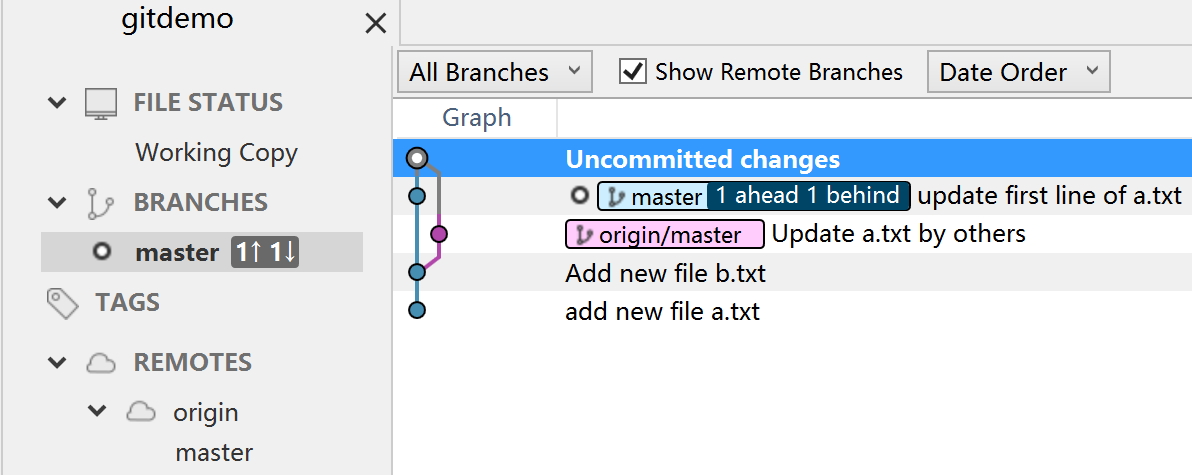 gitdemo
FILE STATUS
Working Copy
BRANCHES
master 1↑ 1↓
TAGS
REMOTES
origin
master
All Branches
Show Remote Branches
Date Order
Graph
Uncommitted changes
master 1 ahead 1 behind update first line of a.txt
origin/master Update a.txt by others
Add new file b.txt
add new file a.txt